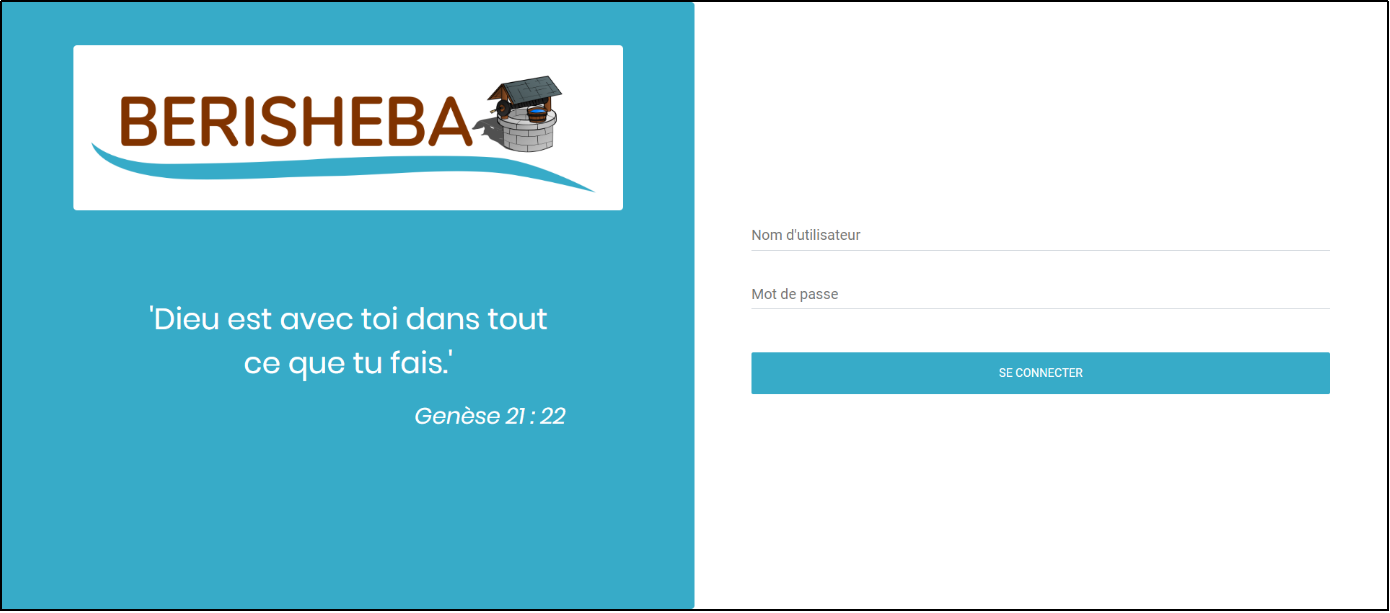 BERISHEBA
'Dieu est avec toi dans tout
ce que tu fais.'
Genèse 21 : 22
Nom d'utilisateur
Mot de passe
SE CONNECTER